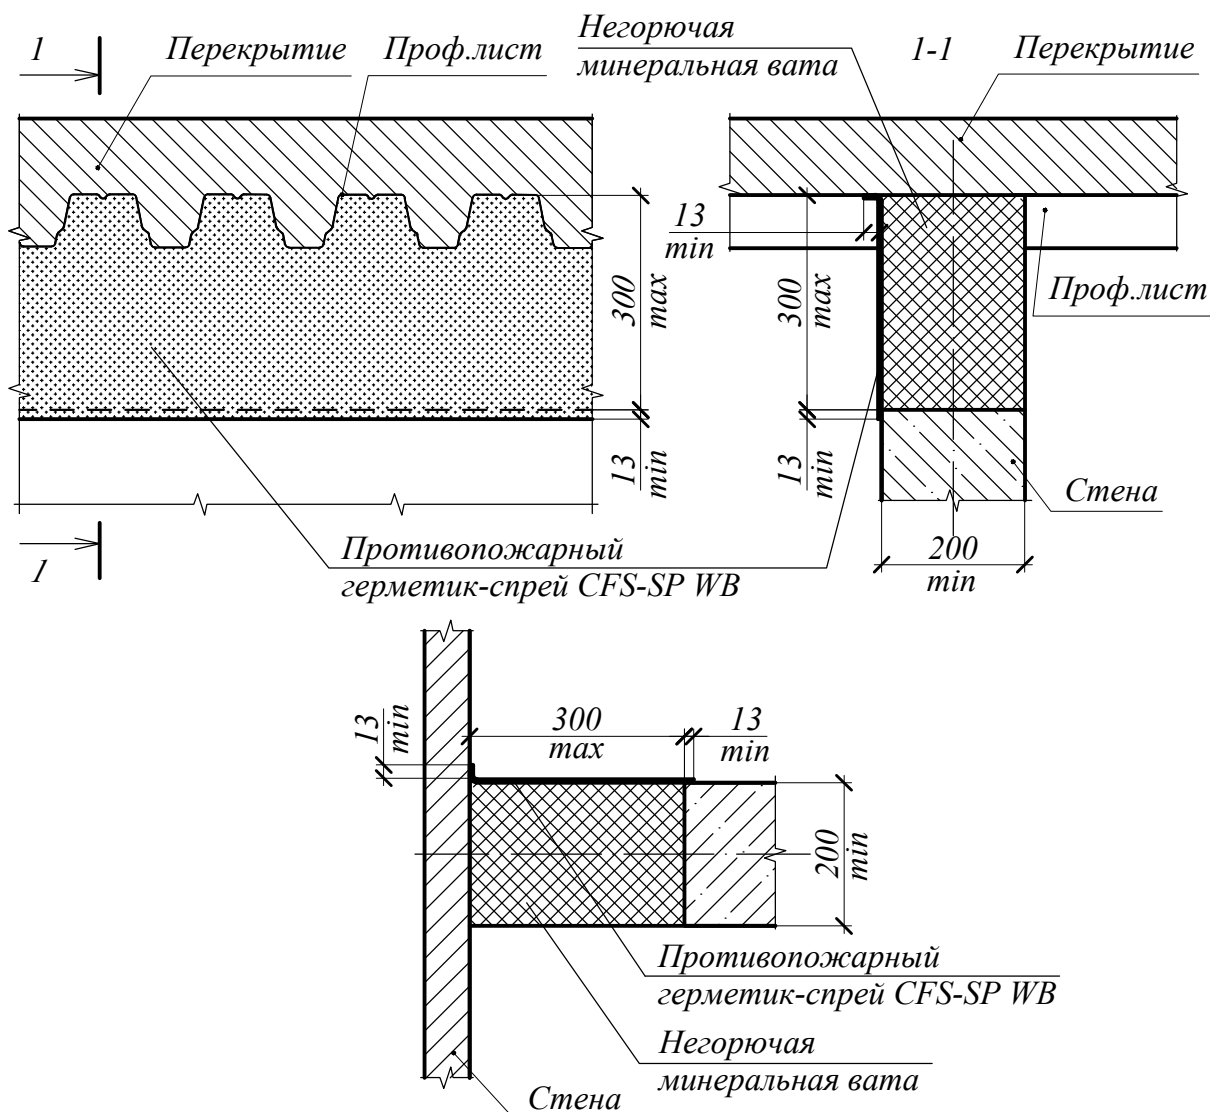 1
Перекрытие
Проф.лист
Негорючая
минеральная вата
1-1
Перекрытие
300
max
13
min
13
min
300
max
13
min
Проф.лист
Стена
200
min
1
Противопожарный
герметик-спрей CFS-SP WB
13
min
300
max
13
min
200
min
Противопожарный
герметик-спрей CFS-SP WB
Негорючая
минеральная вата
Стена